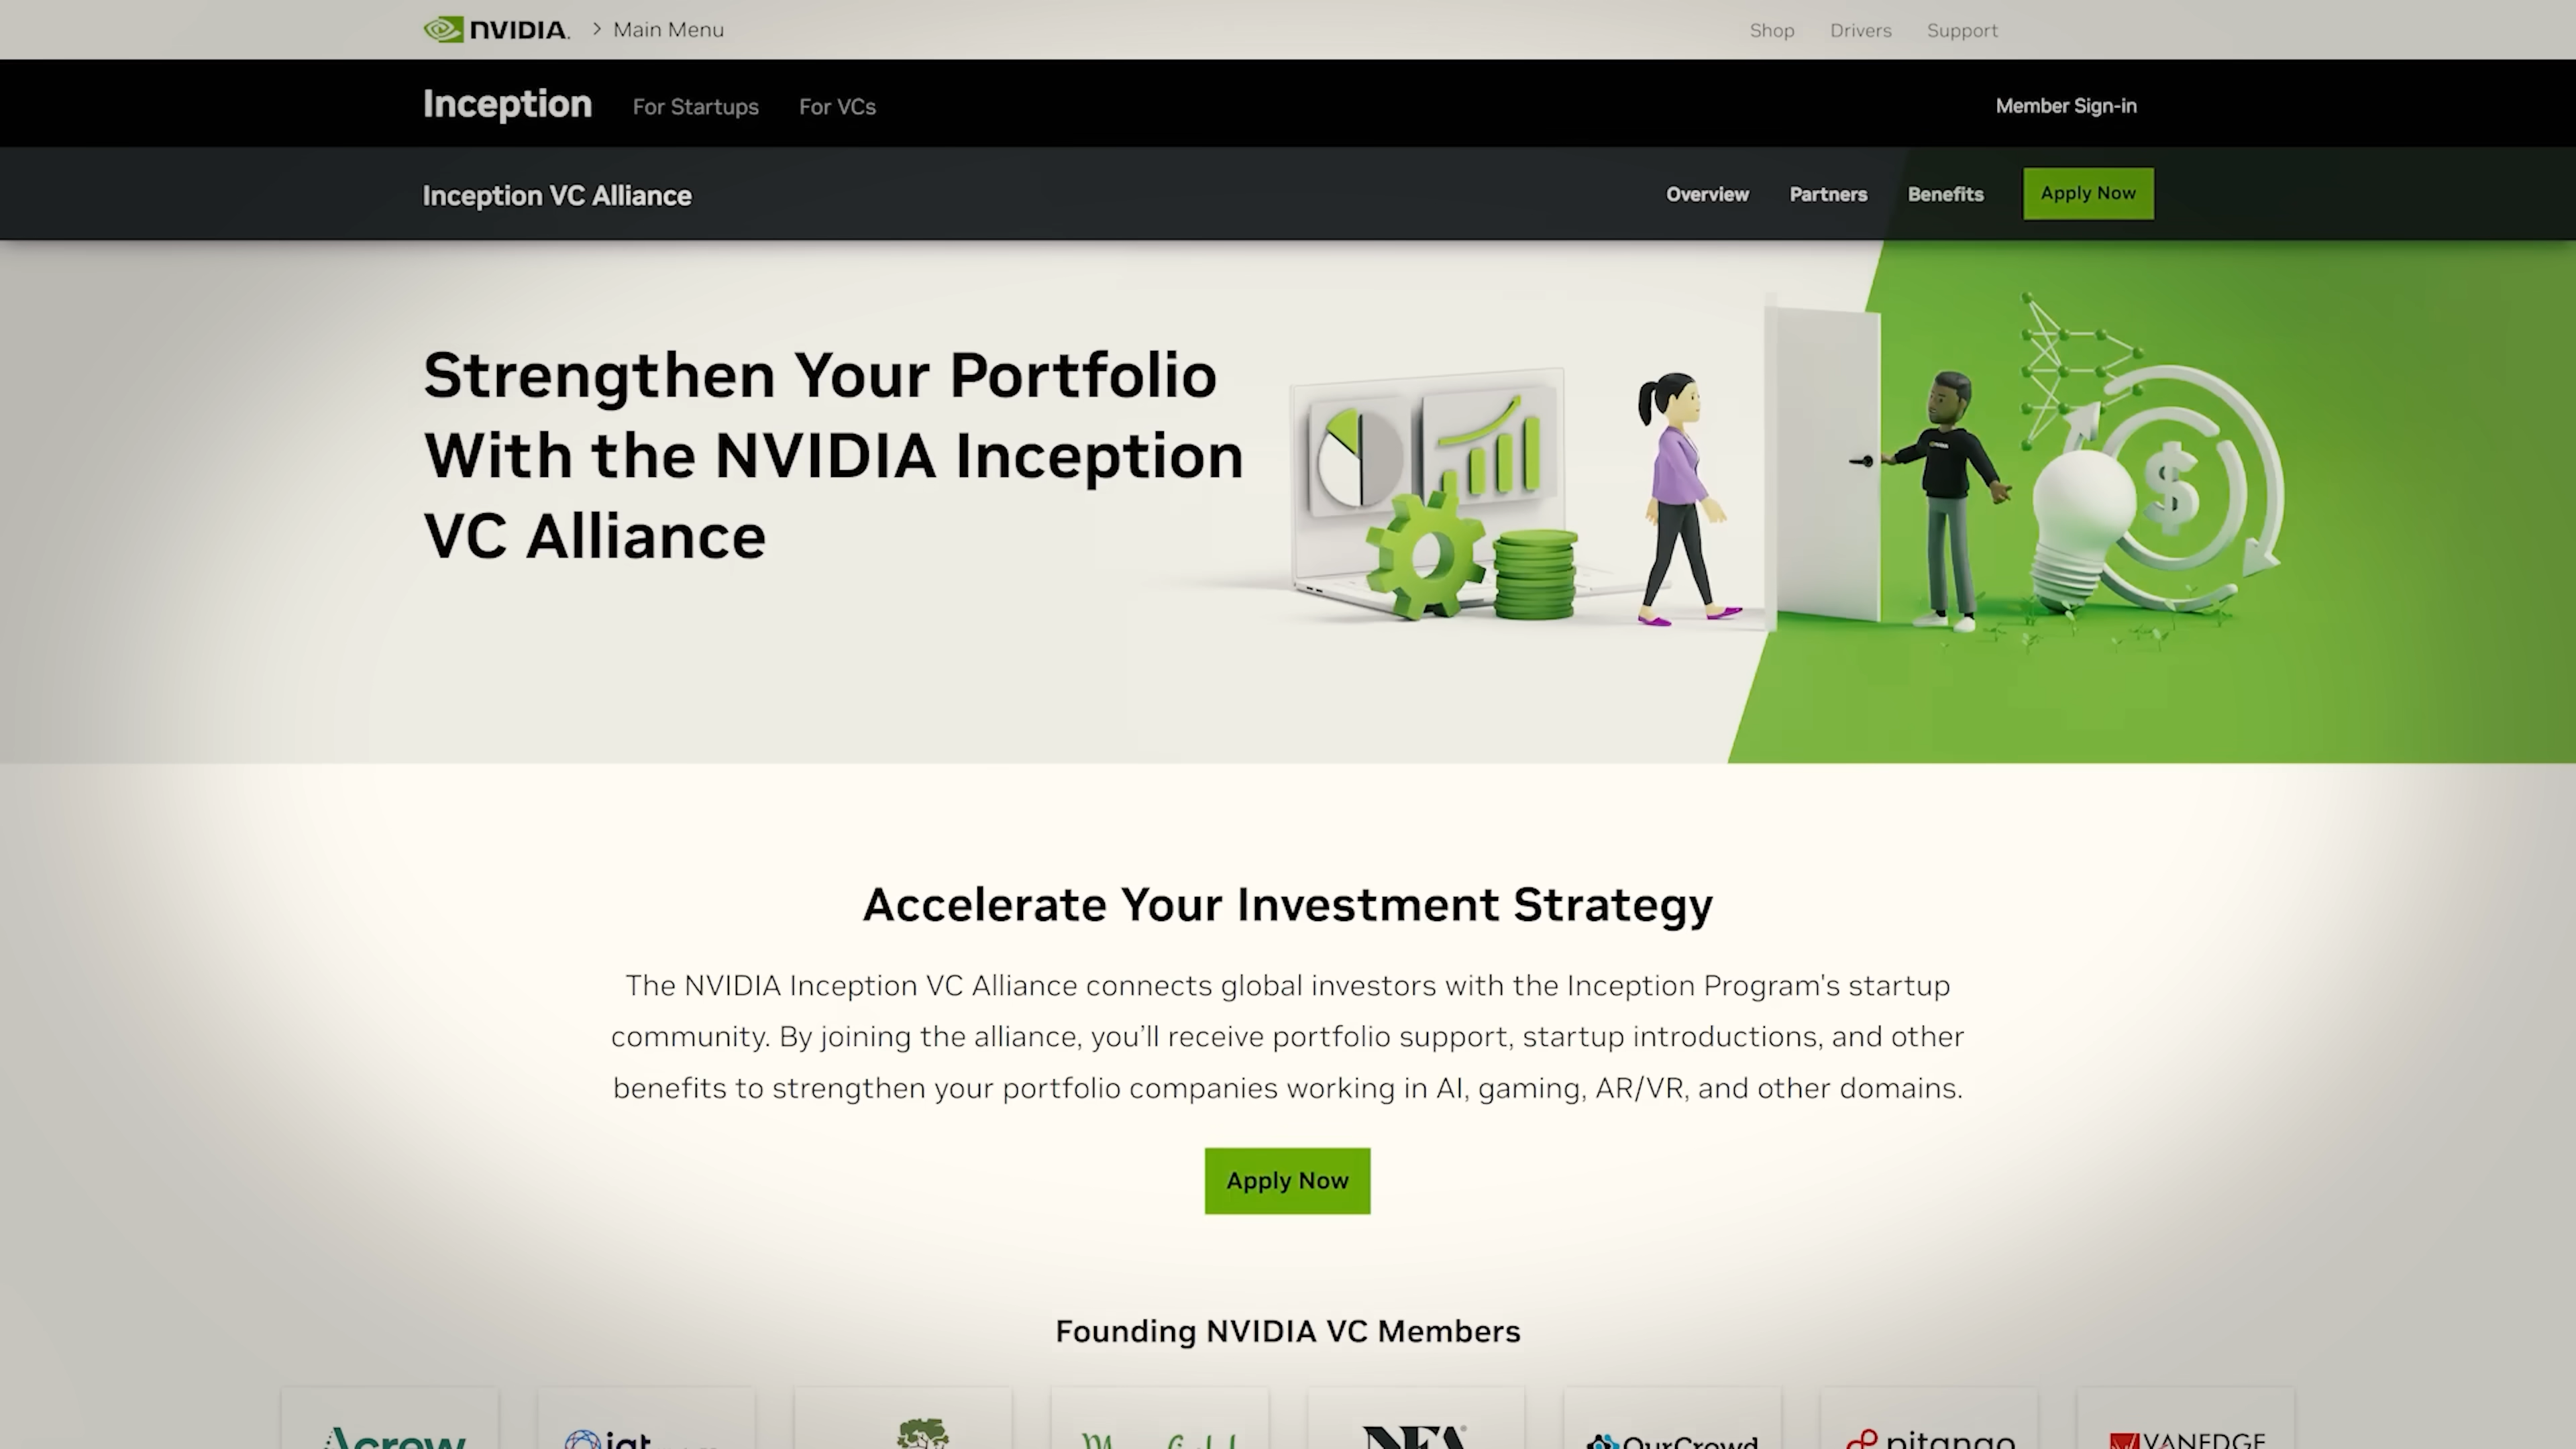 NVIDIA. > Main Menu
Shop Drivers Support
Inception For Startups For VCs
Member Sign-in
Inception VC Alliance
Overview Partners Benefits Apply Now
Strengthen Your Portfolio
With the NVIDIA Inception
VC Alliance
Accelerate Your Investment Strategy
The NVIDIA Inception VC Alliance connects global investors with the Inception Program's startup
community. By joining the alliance, you'll receive portfolio support, startup introductions, and other
benefits to strengthen your portfolio companies working in AI, gaming, AR/VR, and other domains.
Apply Now
Founding NVIDIA VC Members
Acrew
NEA
OurCrowd
pitango
VANEDGE